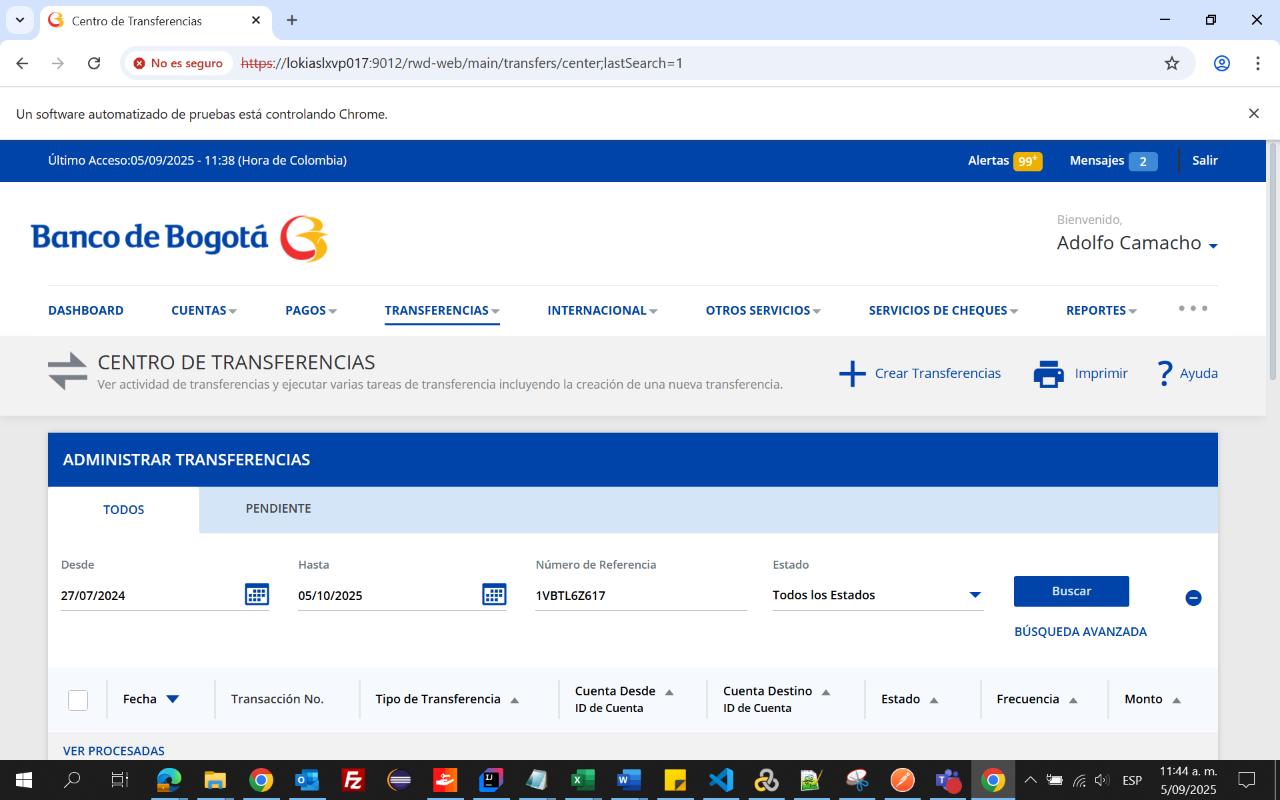 Centro de Transferencias
No es seguro
https://lokiaslxvp017:9012/rwd-web/main/transfers/center;lastSearch=1
Un software automatizado de pruebas está controlando Chrome.
Último Acceso:05/09/2025 - 11:38 (Hora de Colombia)
Alertas 99+
Mensajes 2
Salir
Banco de Bogotá
Bienvenido,
Adolfo Camacho
DASHBOARD
CUENTAS
PAGOS
TRANSFERENCIAS
INTERNACIONAL
OTROS SERVICIOS
SERVICIOS DE CHEQUES
REPORTES
CENTRO DE TRANSFERENCIAS
Ver actividad de transferencias y ejecutar varias tareas de transferencia incluyendo la creación de una nueva transferencia.
Crear Transferencias
Imprimir
? Ayuda
ADMINISTRAR TRANSFERENCIAS
TODOS
PENDIENTE
Desde
Hasta
Número de Referencia
Estado
27/07/2024
05/10/2025
1VBTL6Z617
Todos los Estados
Buscar
BÚSQUEDA AVANZADA
Fecha
Transacción No.
Tipo de Transferencia
Cuenta Desde
ID de Cuenta
Cuenta Destino
ID de Cuenta
Estado
Frecuencia
Monto
VER PROCESADAS
ESP
11:44 a. m.
5/09/2025